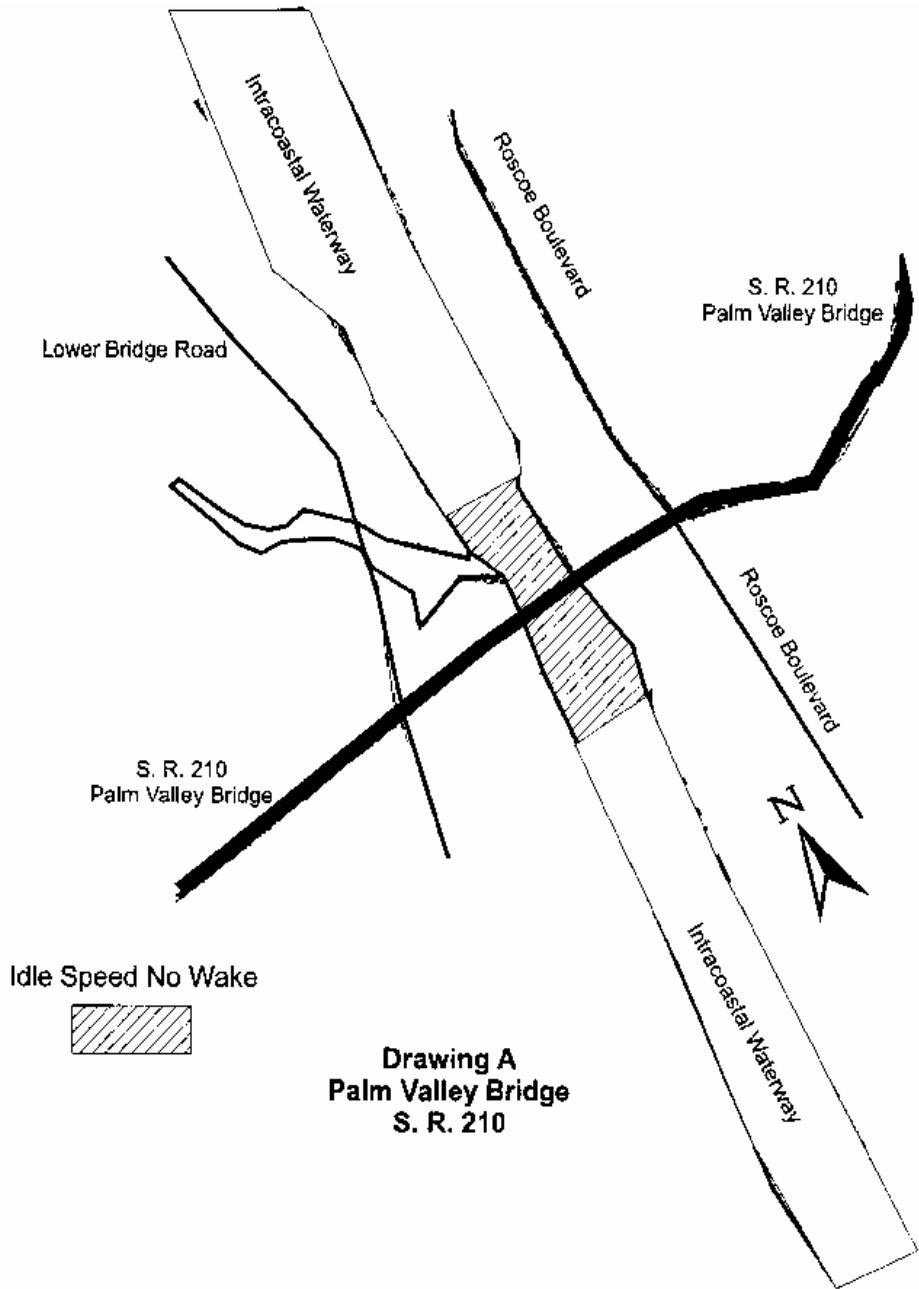 Intracoastal Waterway
Roscoe Boulevard
S. R. 210
Palm Valley Bridge
Lower Bridge Road
Roscoe Boulevard
S. R. 210
Palm Valley Bridge
N
Idle Speed No Wake
Intracoastal Waterway
Drawing A
Palm Valley Bridge
S. R. 210